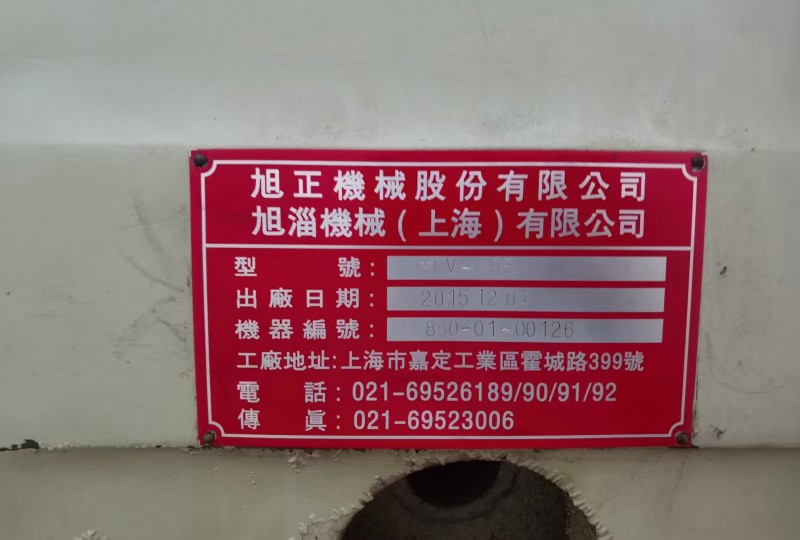 旭正機械股份有限公司
旭淄機械(上海)有限公司
型號:
出廠日期: 2015 12 04
機器編號: 850-01-00126
工廠地址:上海市嘉定工業區霍城路399號
電話: 021-69526189/90/91/92
傳眞: 021-69523006